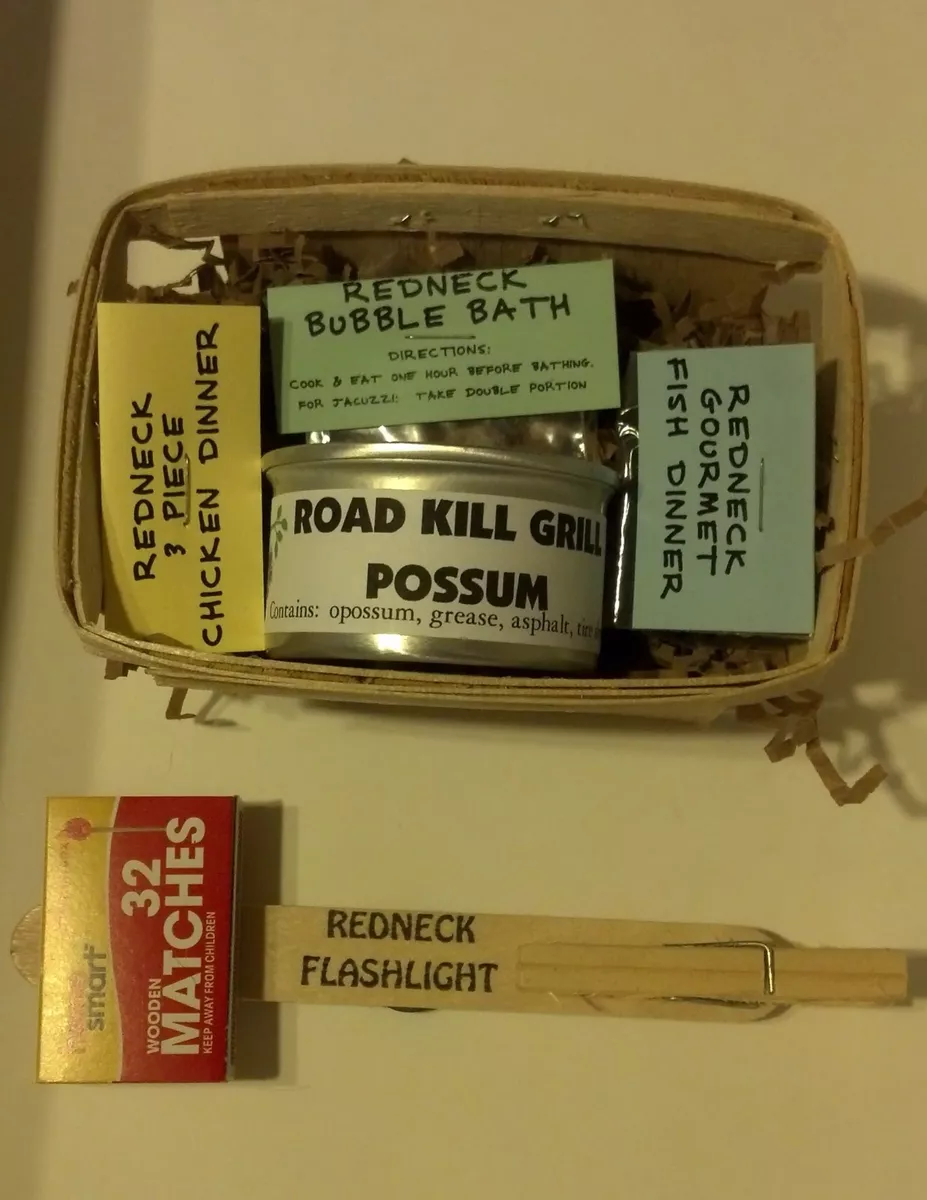 REDNECK
BUBBLE BATH
DIRECTIONS:
COOK & EAT ONE HOUR BEFORE BATHING.
FOR JACUZZI: TAKE DOUBLE PORTION
REDNECK
3 PIECE
CHICKEN DINNER
REDNECK
GOURMET
FISH DINNER
ROAD KILL GRILL
POSSUM
Contains: opossum, grease, asphalt,
smart
32
WOODEN
MATCHES
KEEP AWAY FROM CHILDREN
REDNECK
FLASHLIGHT